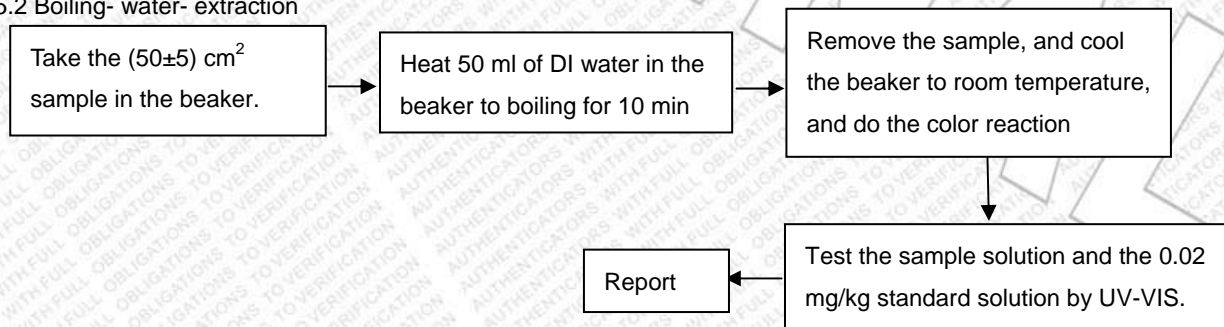 5.2 Boiling- water- extraction
Take the (50±5) cm²
sample in the beaker.
Heat 50 ml of DI water in the
beaker to boiling for 10 min
Remove the sample, and cool
the beaker to room temperature,
and do the color reaction
Test the sample solution and the 0.02
mg/kg standard solution by UV-VIS.
Report